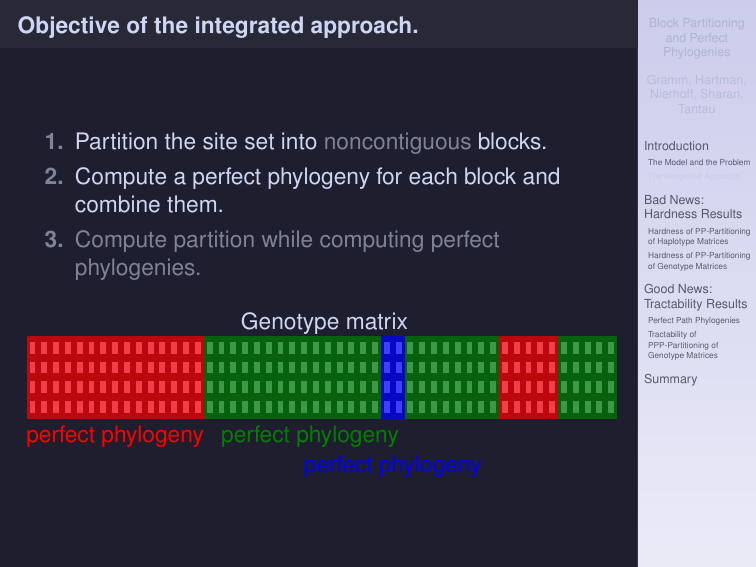 Objective of the integrated approach.
1. Partition the site set into noncontiguous blocks.
2. Compute a perfect phylogeny for each block and
combine them.
3. Compute partition while computing perfect
phylogenies.
Genotype matrix
perfect phylogeny perfect phylogeny
perfect phylogeny
Block Partitioning
and Perfect
Phylogenies
Gramm, Hartman,
Nierhoff, Sharan,
Tantau
Introduction
The Model and the Problem
The Integrated Approach
Bad News:
Hardness Results
Hardness of PP-Partitioning
of Haplotype Matrices
Hardness of PP-Partitioning
of Genotype Matrices
Good News:
Tractability Results
Perfect Path Phylogenies
Tractability of
PPP-Partitioning of
Genotype Matrices
Summary